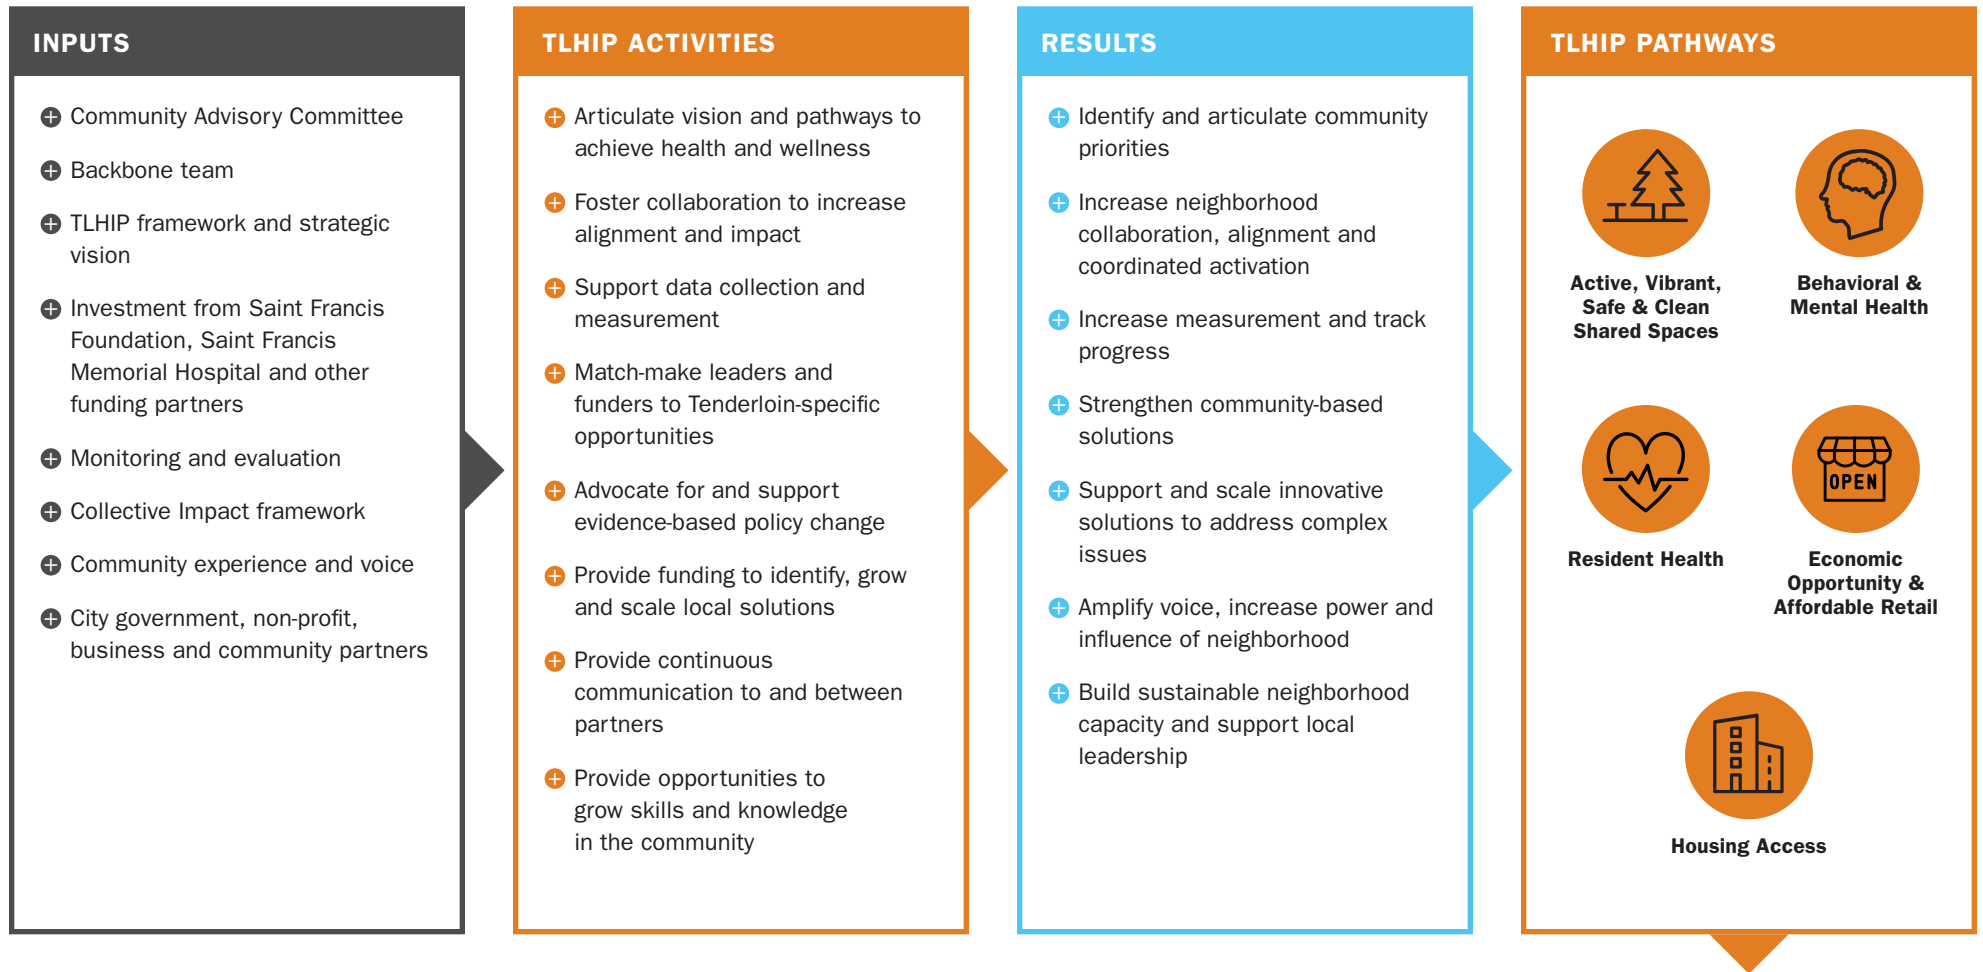 INPUTS
Community Advisory Committee
Backbone team
TLHIP framework and strategic
vision
Investment from Saint Francis
Foundation, Saint Francis
Memorial Hospital and other
funding partners
Monitoring and evaluation
Collective Impact framework
Community experience and voice
City government, non-profit,
business and community partners
TLHIP ACTIVITIES
Articulate vision and pathways to
achieve health and wellness
Foster collaboration to increase
alignment and impact
Support data collection and
measurement
Match-make leaders and
funders to Tenderloin-specific
opportunities
Advocate for and support
evidence-based policy change
Provide funding to identify, grow
and scale local solutions
Provide continuous
communication to and between
partners
Provide opportunities to
grow skills and knowledge
in the community
RESULTS
Identify and articulate community
priorities
Increase neighborhood
collaboration, alignment and
coordinated activation
Increase measurement and track
progress
Strengthen community-based
solutions
Support and scale innovative
solutions to address complex
issues
Amplify voice, increase power and
influence of neighborhood
Build sustainable neighborhood
capacity and support local
leadership
TLHIP PATHWAYS
Active, Vibrant,
Safe & Clean
Shared Spaces
Behavioral &
Mental Health
Resident Health
OPEN
Economic
Opportunity &
Affordable Retail
Housing Access